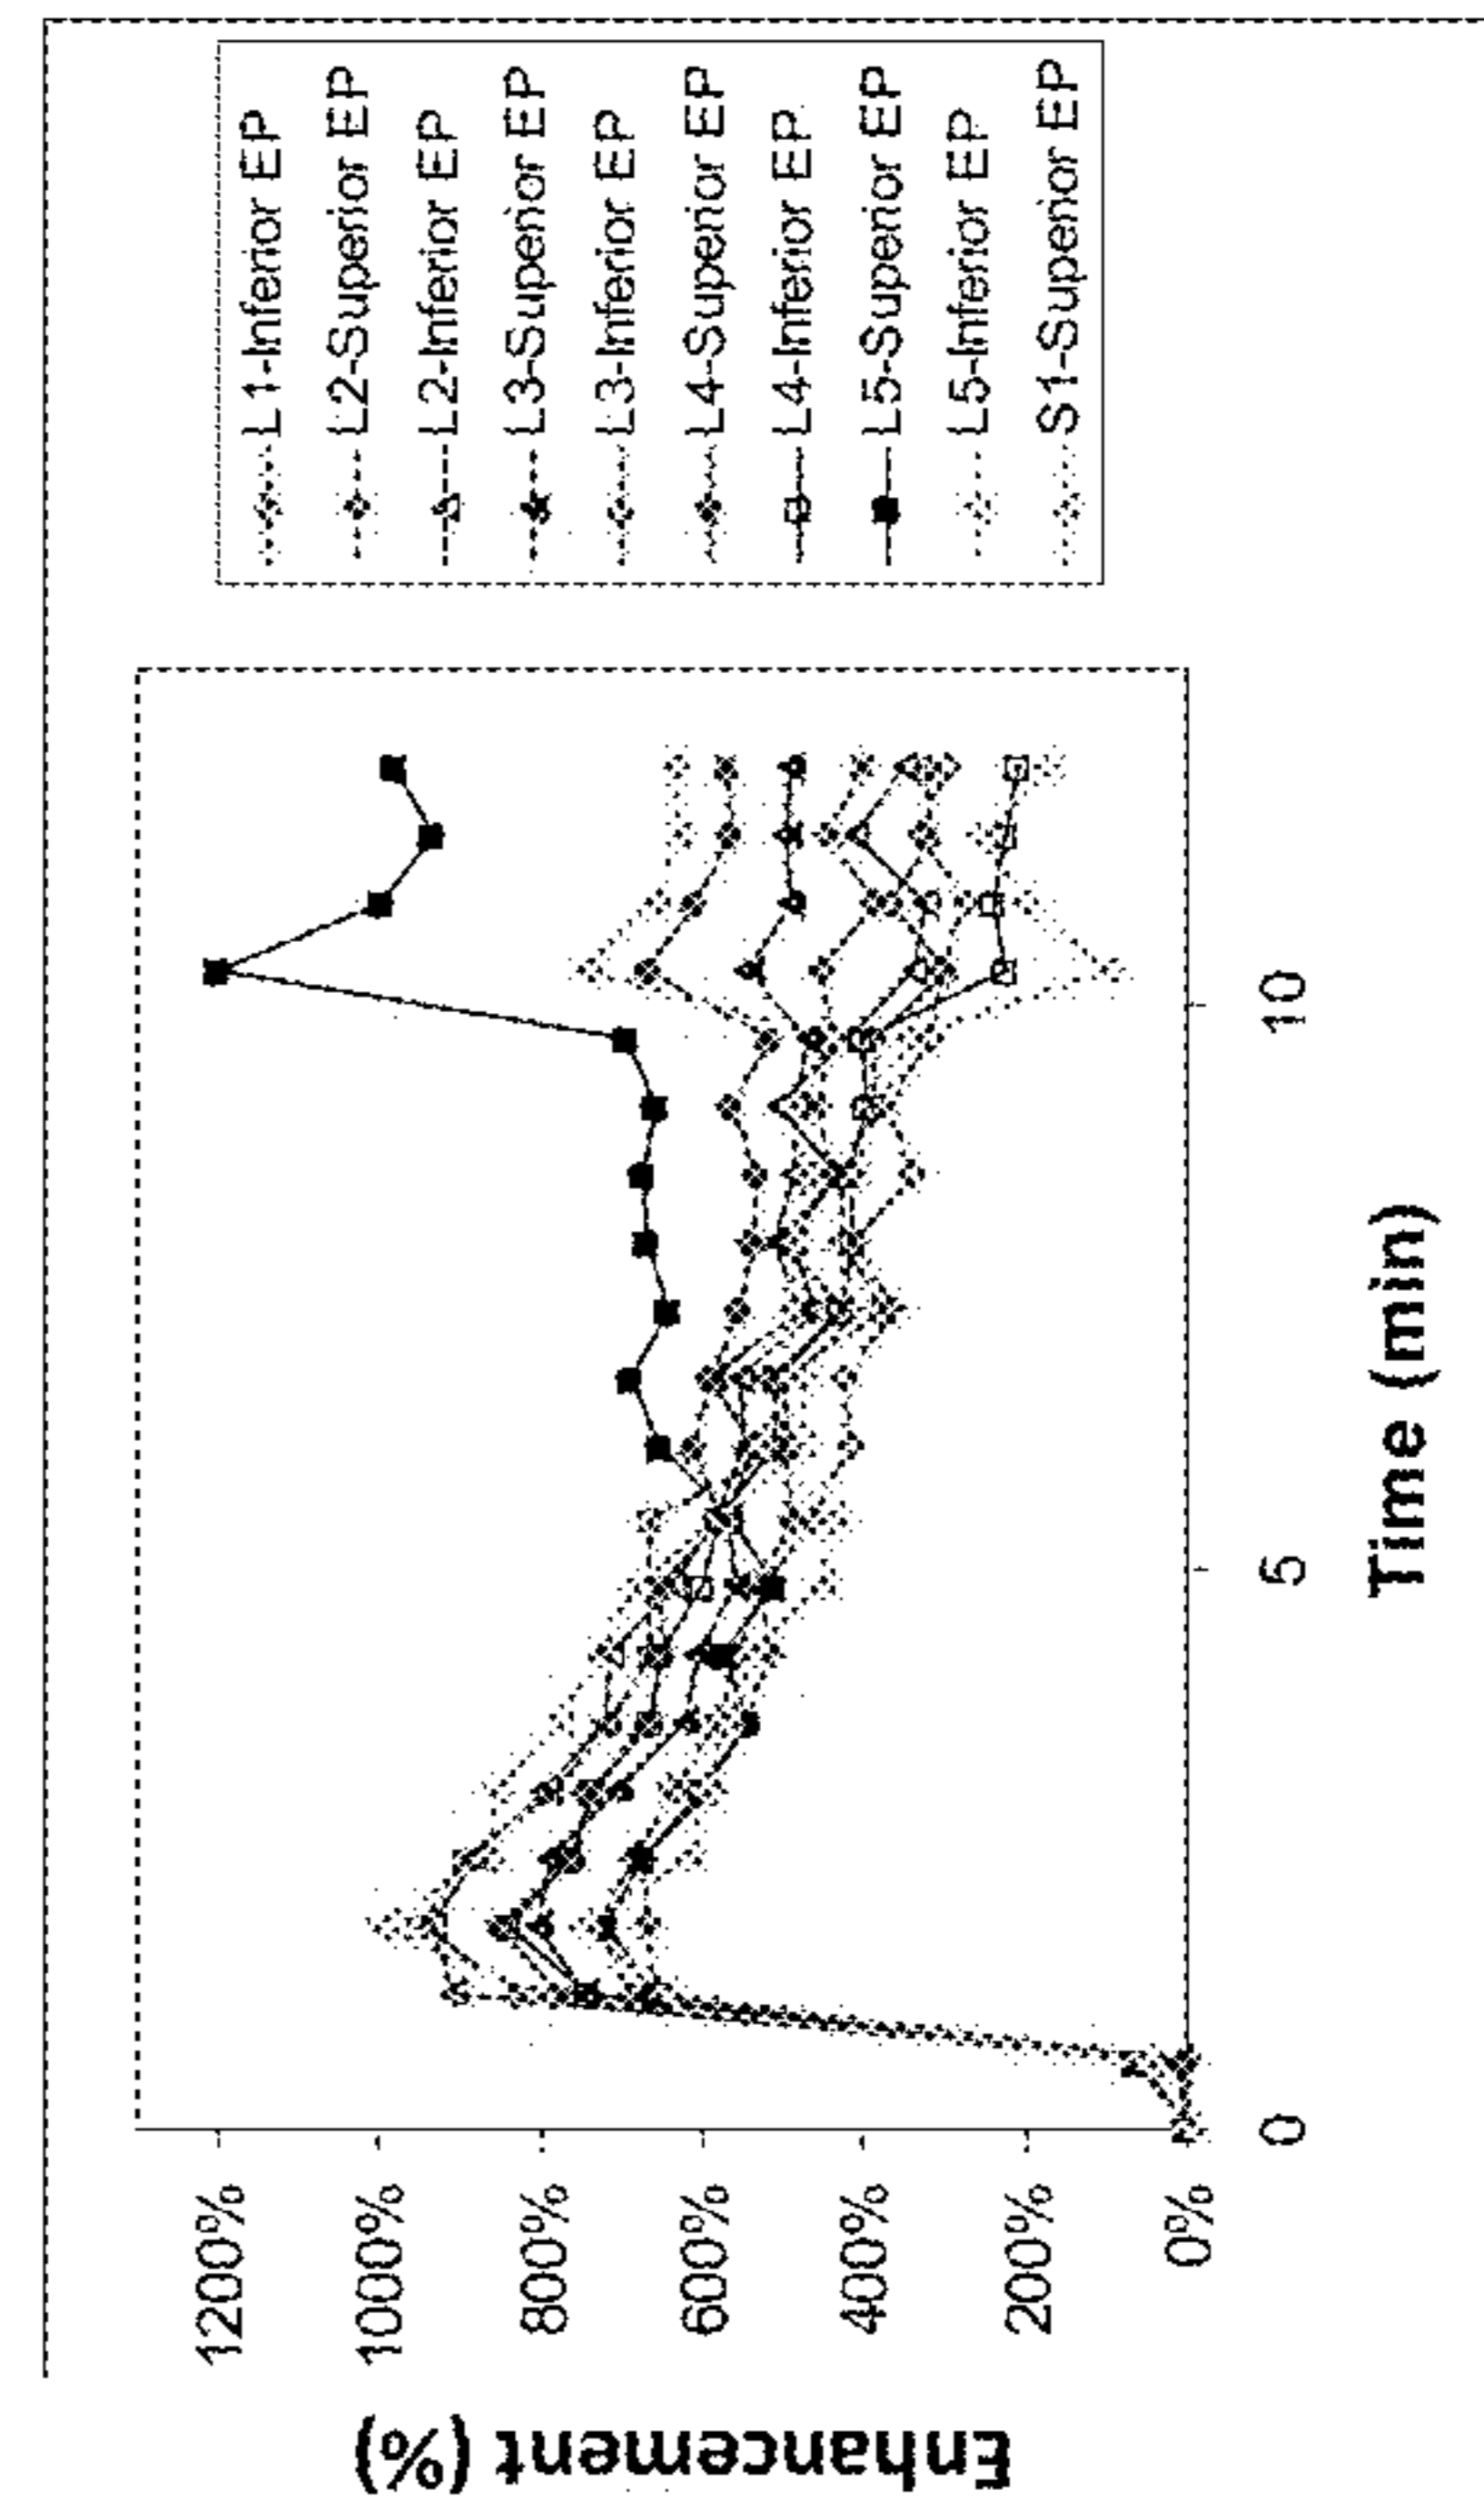 Enhancement (%)
1200%
1000%
800%
600%
400%
200%
0%
0
5
10
Time (min)
L1-Inferior EP
L2-Superior EP
L2-Inferior EP
L3-Superior EP
L3-Inferior EP
L4-Superior EP
L4-Inferior EP
L5-Superior EP
L5-Inferior EP
S1-Superior EP